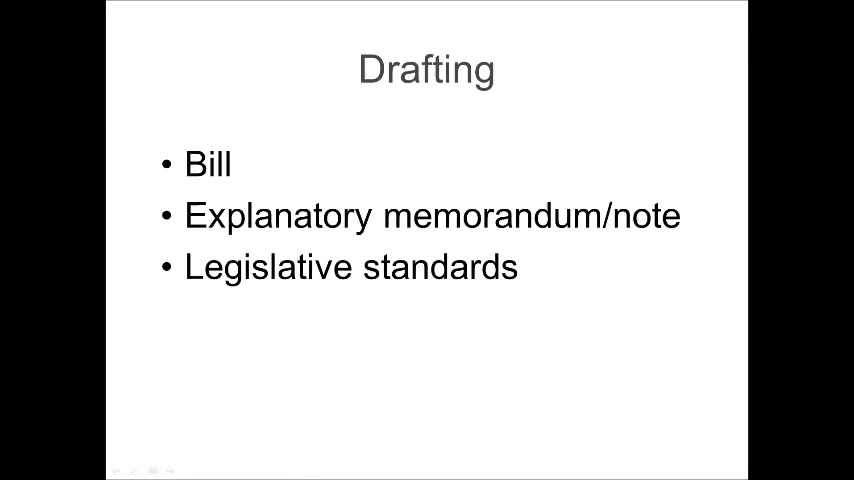 Drafting
• Bill
• Explanatory memorandum/note
• Legislative standards